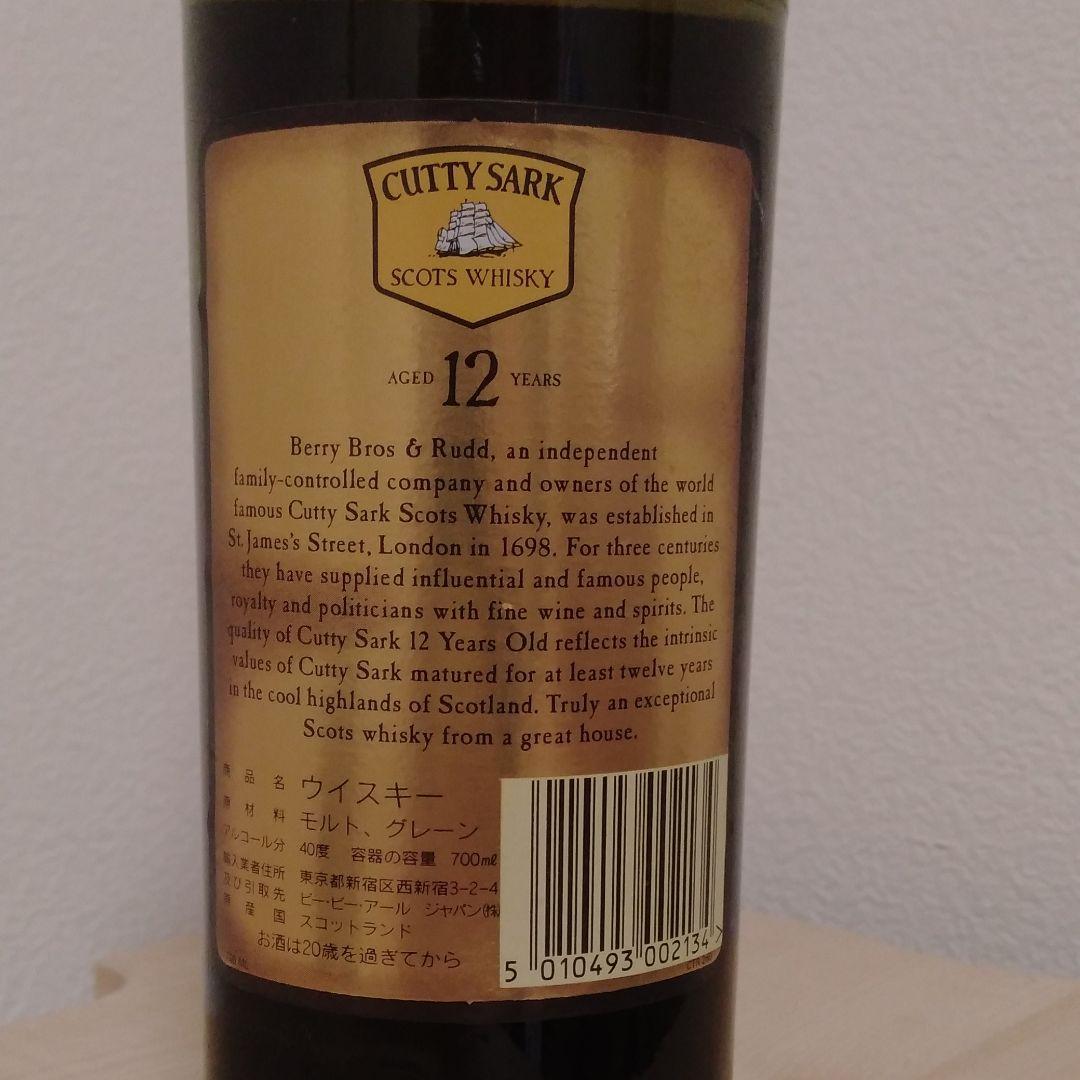 CUTTY SARK
SCOTS WHISKY
AGED 12 YEARS
Berry Bros & Rudd, an independent
family-controlled company and owners of the world
famous Cutty Sark Scots Whisky, was established in
St. James's Street, London in 1698. For three centuries
they have supplied influential and famous people,
royalty and politicians with fine wine and spirits. The
quality of Cutty Sark 12 Years Old reflects the intrinsic
values of Cutty Sark matured for at least twelve years
in the cool highlands of Scotland. Truly an exceptional
Scots whisky from a great house.
商品名 ウイスキー
原材料 モルト、グレーン
アルコール分 40度 容器の容量 700㎖
輸入業者住所 東京都新宿区西新宿3-2-4
及び引取先 ビー・ビー・アール ジャパン(株)
原産国 スコットランド
お酒は20歳を過ぎてから
5 010493 002134 >